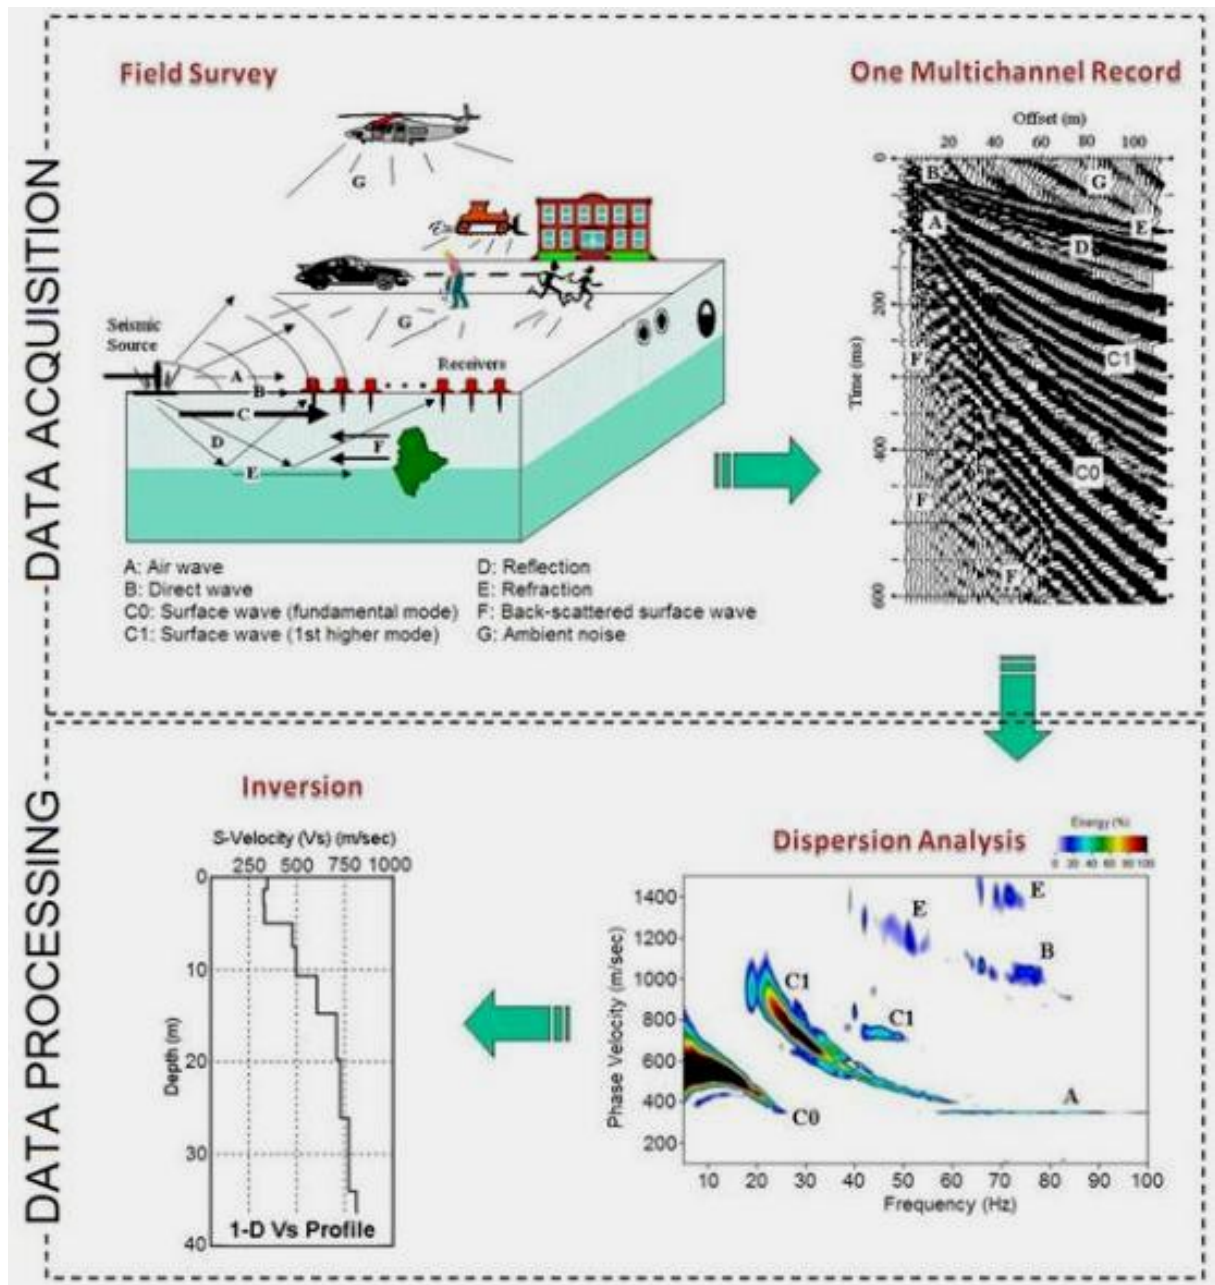 DATA ACQUISITION
Field Survey
G
G
Seismic
Source
Receivers
A
B
C
D
E
F
A: Air wave
B: Direct wave
C0: Surface wave (fundamental mode)
C1: Surface wave (1st higher mode)
D: Reflection
E: Refraction
F: Back-scattered surface wave
G: Ambient noise
One Multichannel Record
Offset (m)
20 40 60 80 100
Time (ms)
0
200
400
600
B
G
A
E
D
F
C1
C0
F
F
DATA PROCESSING
Inversion
S-Velocity (Vs) (m/sec)
250 500 750 1000
Depth (m)
0
10
20
30
40
1-D Vs Profile
Dispersion Analysis
Energy (%)
0 20 40 60 80 100
Phase Velocity (m/sec)
1400
1200
1000
800
600
400
200
E
E
B
C1
C1
A
C0
10 20 30 40 50 60 70 80 90 100
Frequency (Hz)